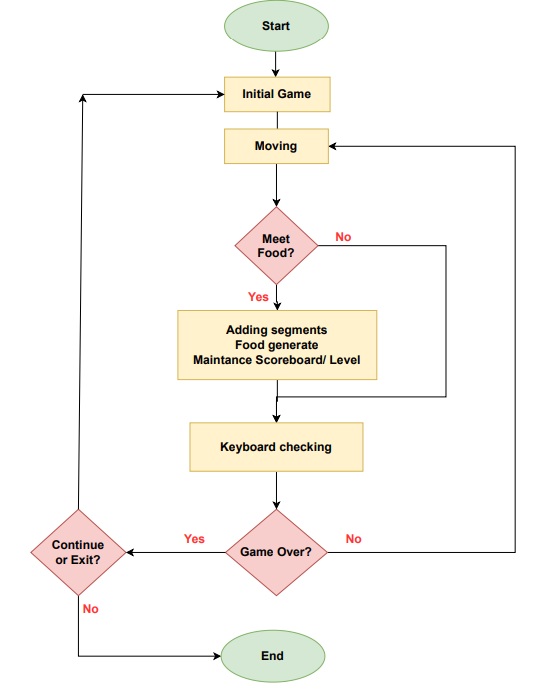 Start
Initial Game
Moving
Meet
Food?
No
Yes
Adding segments
Food generate
Maintance Scoreboard/ Level
Keyboard checking
Game Over?
Yes
No
Continue
or Exit?
No
End